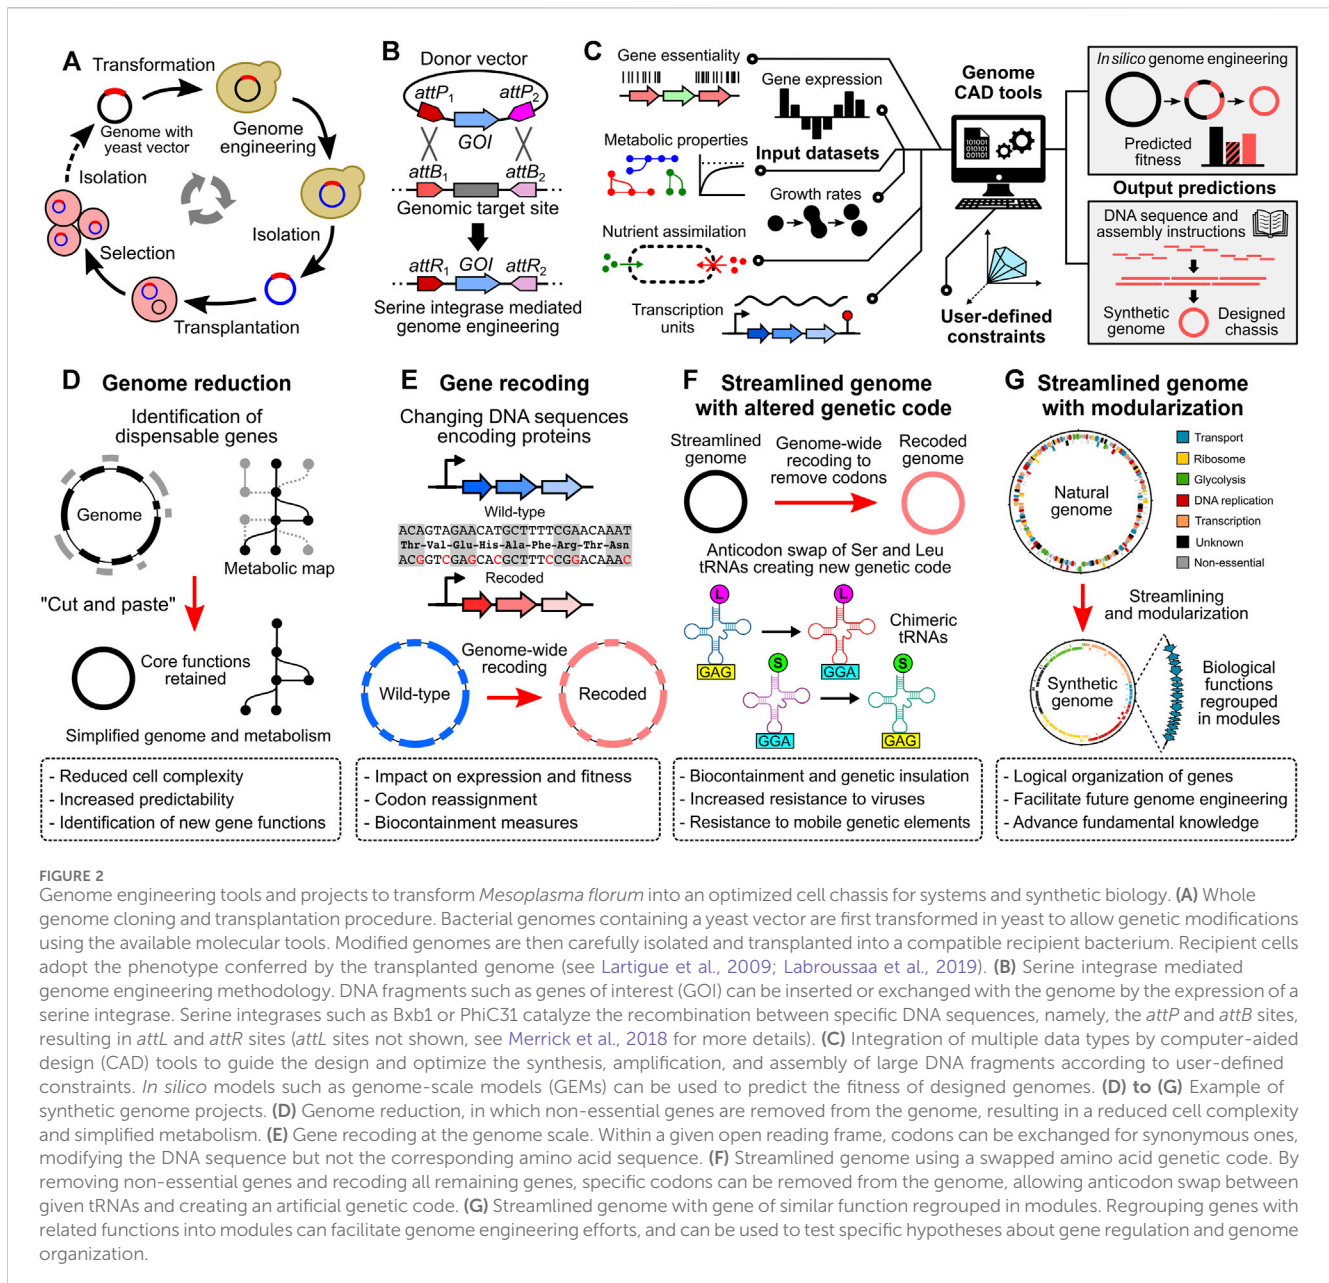 A
Transformation
Genome with
yeast vector
Genome
engineering
Isolation
Isolation
Selection
Transplantation
B
Donor vector
attP1
attP2
GOI
attB1
attB2
Genomic target site
attR1
GOI
attR2
Serine integrase mediated
genome engineering
C
Gene essentiality
Gene expression
Metabolic properties
Input datasets
Growth rates
Nutrient assimilation
Transcription
units
Genome
CAD tools
101001
010101
001101
User-defined
constraints
In silico genome engineering
Predicted
fitness
Output predictions
DNA sequence and
assembly instructions
Synthetic
genome
Designed
chassis
D
Genome reduction
Identification of
dispensable genes
Genome
Metabolic map
"Cut and paste"
Core functions
retained
Simplified genome and metabolism
- Reduced cell complexity
- Increased predictability
- Identification of new gene functions
E
Gene recoding
Changing DNA sequences
encoding proteins
Wild-type
ACAGTAGAACATGCTTTTCGAACAAAT
Thr-Val-Glu-His-Ala-Phe-Arg-Thr-Asn
ACGGTCGAGCACGCTTTCCGGACAAAC
Recoded
Genome-wide
recoding
Wild-type
Recoded
- Impact on expression and fitness
- Codon reassignment
- Biocontainment measures
F
Streamlined genome
with altered genetic code
Streamlined
genome
Genome-wide
recoding to
remove codons
Recoded
genome
Anticodon swap of Ser and Leu
tRNAs creating new genetic code
L
L
Chimeric
tRNAs
GAG
GGA
S
S
GGA
GAG
- Biocontainment and genetic insulation
- Increased resistance to viruses
- Resistance to mobile genetic elements
G
Streamlined genome
with modularization
Natural
genome
Transport
Ribosome
Glycolysis
DNA replication
Transcription
Unknown
Non-essential
Streamlining
and modularization
Synthetic
genome
Biological
functions
regrouped
in modules
- Logical organization of genes
- Facilitate future genome engineering
- Advance fundamental knowledge
FIGURE 2
Genome engineering tools and projects to transform Mesoplasma florum into an optimized cell chassis for systems and synthetic biology. (A) Whole
genome cloning and transplantation procedure. Bacterial genomes containing a yeast vector are first transformed in yeast to allow genetic modifications
using the available molecular tools. Modified genomes are then carefully isolated and transplanted into a compatible recipient bacterium. Recipient cells
adopt the phenotype conferred by the transplanted genome (see Lartigue et al., 2009; Labroussaa et al., 2019). (B) Serine integrase mediated
genome engineering methodology. DNA fragments such as genes of interest (GOI) can be inserted or exchanged with the genome by the expression of a
serine integrase. Serine integrases such as Bxb1 or PhiC31 catalyze the recombination between specific DNA sequences, namely, the attP and attB sites,
resulting in attL and attR sites (attL sites not shown, see Merrick et al., 2018 for more details). (C) Integration of multiple data types by computer-aided
design (CAD) tools to guide the design and optimize the synthesis, amplification, and assembly of large DNA fragments according to user-defined
constraints. In silico models such as genome-scale models (GEMs) can be used to predict the fitness of designed genomes. (D) to (G) Example of
synthetic genome projects. (D) Genome reduction, in which non-essential genes are removed from the genome, resulting in a reduced cell complexity
and simplified metabolism. (E) Gene recoding at the genome scale. Within a given open reading frame, codons can be exchanged for synonymous ones,
modifying the DNA sequence but not the corresponding amino acid sequence. (F) Streamlined genome using a swapped amino acid genetic code. By
removing non-essential genes and recoding all remaining genes, specific codons can be removed from the genome, allowing anticodon swap between
given tRNAs and creating an artificial genetic code. (G) Streamlined genome with gene of similar function regrouped in modules. Regrouping genes with
related functions into modules can facilitate genome engineering efforts, and can be used to test specific hypotheses about gene regulation and genome
organization.